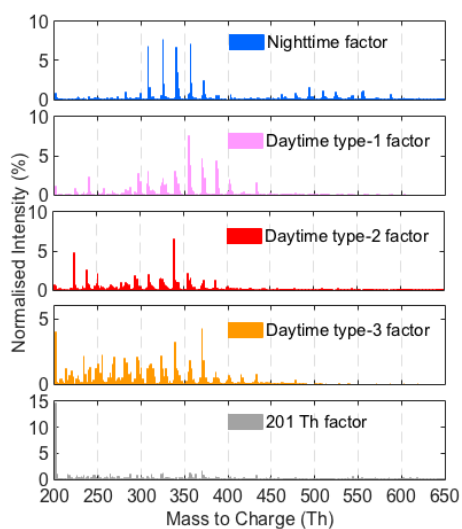 10
5
0
Nighttime factor
10
5
0
Daytime type-1 factor
10
5
0
Daytime type-2 factor
5
0
Daytime type-3 factor
15
10
5
0
201 Th factor
200 250 300 350 400 450 500 550 600 650
Mass to Charge (Th)
Normalised Intensity (%)